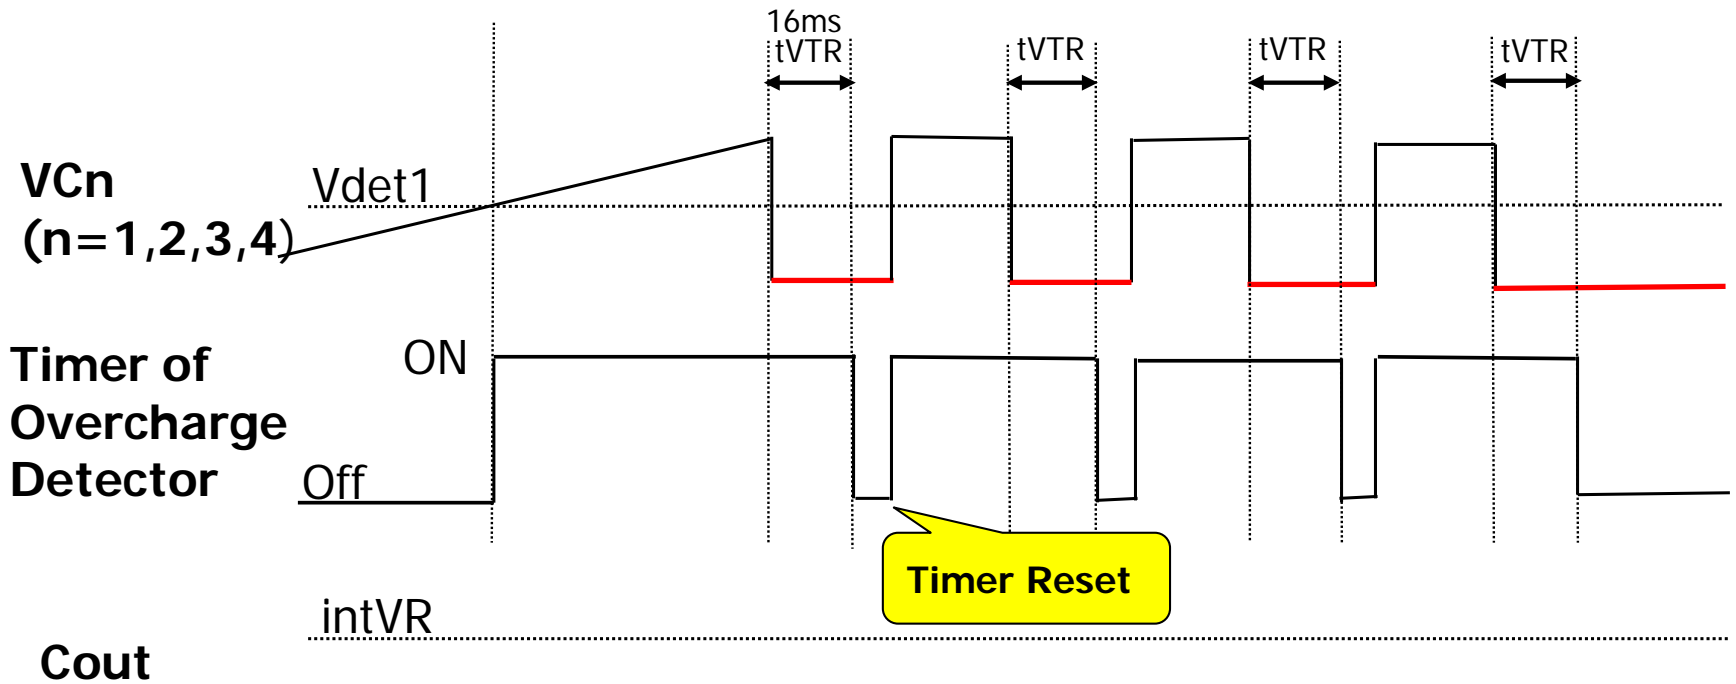 16ms
tVTR
tVTR
tVTR
tVTR
VCn
(n=1,2,3,4)
Vdet1
Timer of
Overcharge
Detector
ON
Off
Timer Reset
intVR
Cout